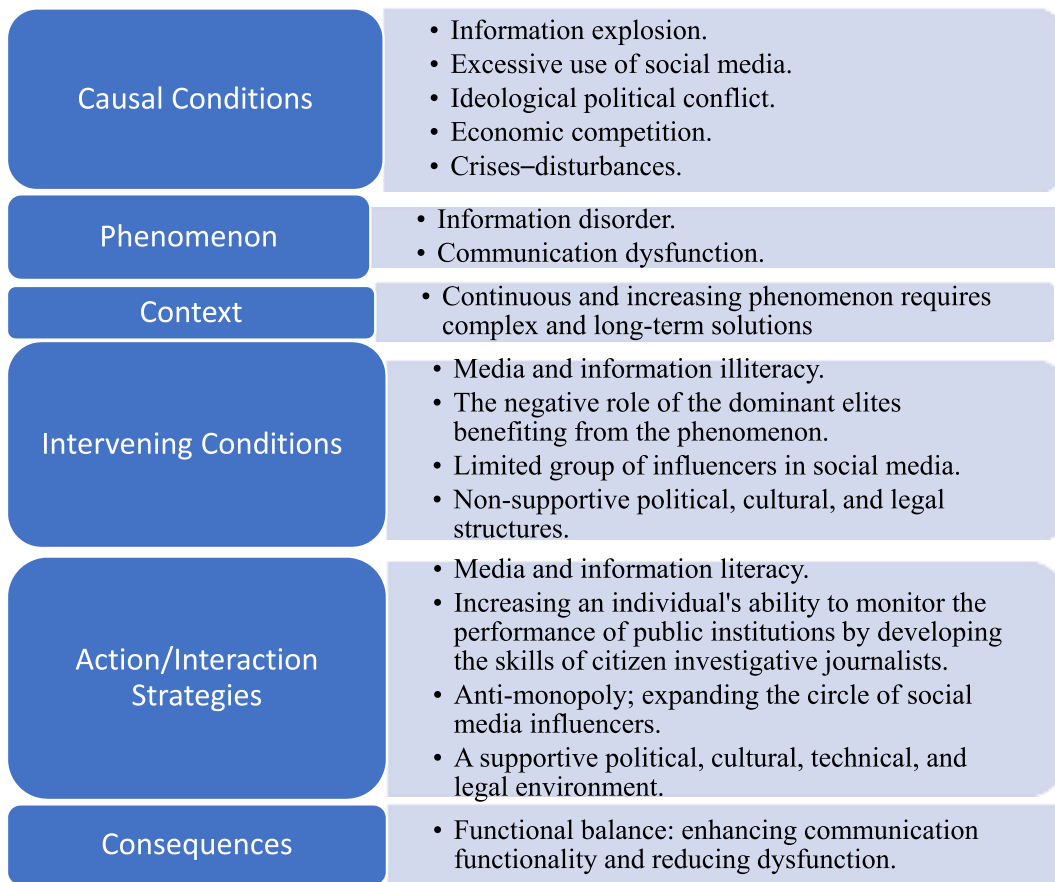 Causal Conditions
• Information explosion.
• Excessive use of social media.
• Ideological political conflict.
• Economic competition.
• Crises–disturbances.
Phenomenon
• Information disorder.
• Communication dysfunction.
Context
• Continuous and increasing phenomenon requires
complex and long-term solutions
Intervening Conditions
• Media and information illiteracy.
• The negative role of the dominant elites
benefiting from the phenomenon.
• Limited group of influencers in social media.
• Non-supportive political, cultural, and legal
structures.
Action/Interaction
Strategies
• Media and information literacy.
• Increasing an individual's ability to monitor the
performance of public institutions by developing
the skills of citizen investigative journalists.
• Anti-monopoly; expanding the circle of social
media influencers.
• A supportive political, cultural, technical, and
legal environment.
Consequences
• Functional balance: enhancing communication
functionality and reducing dysfunction.